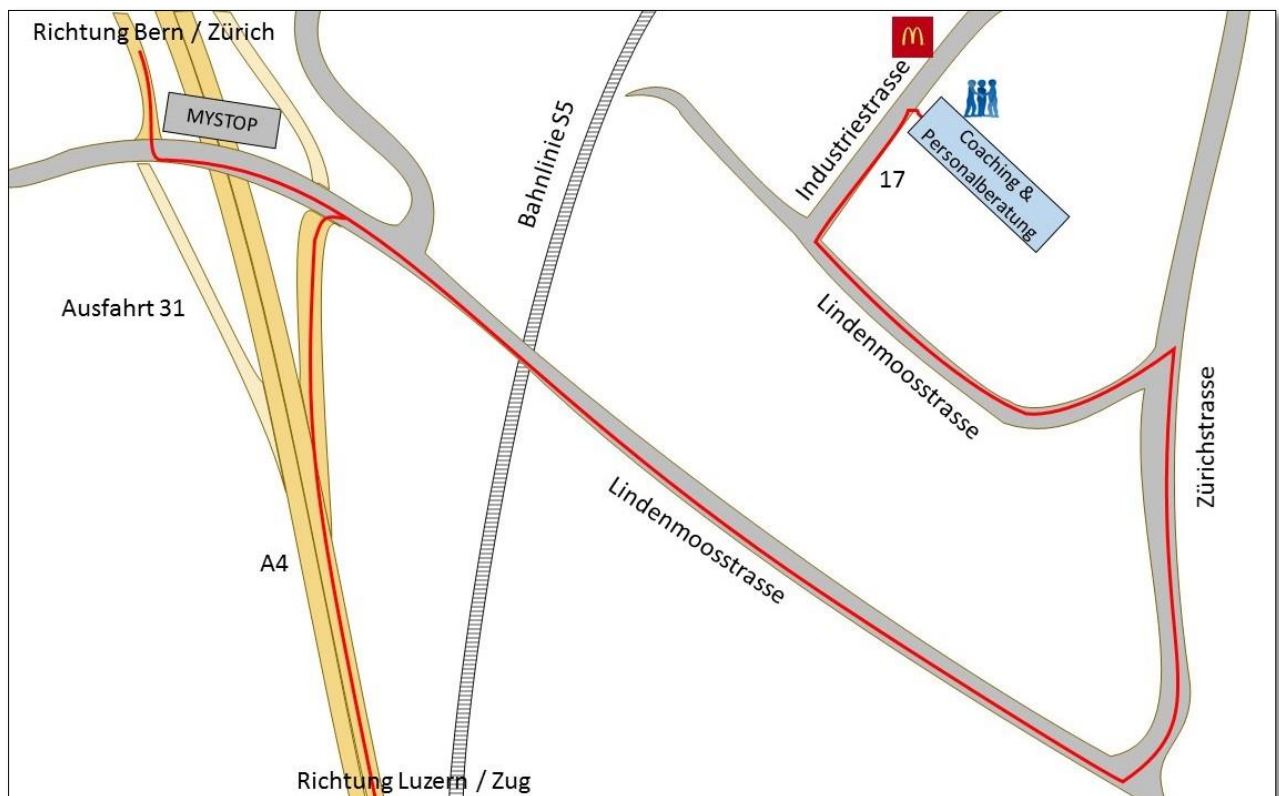 Richtung Bern / Zürich
MYSTOP
Bahnlinie S5
Industriestrasse
Coaching &
Personalberatung
17
Ausfahrt 31
Lindenmoosstrasse
Zürichstrasse
Lindenmoosstrasse
A4
Richtung Luzern / Zug